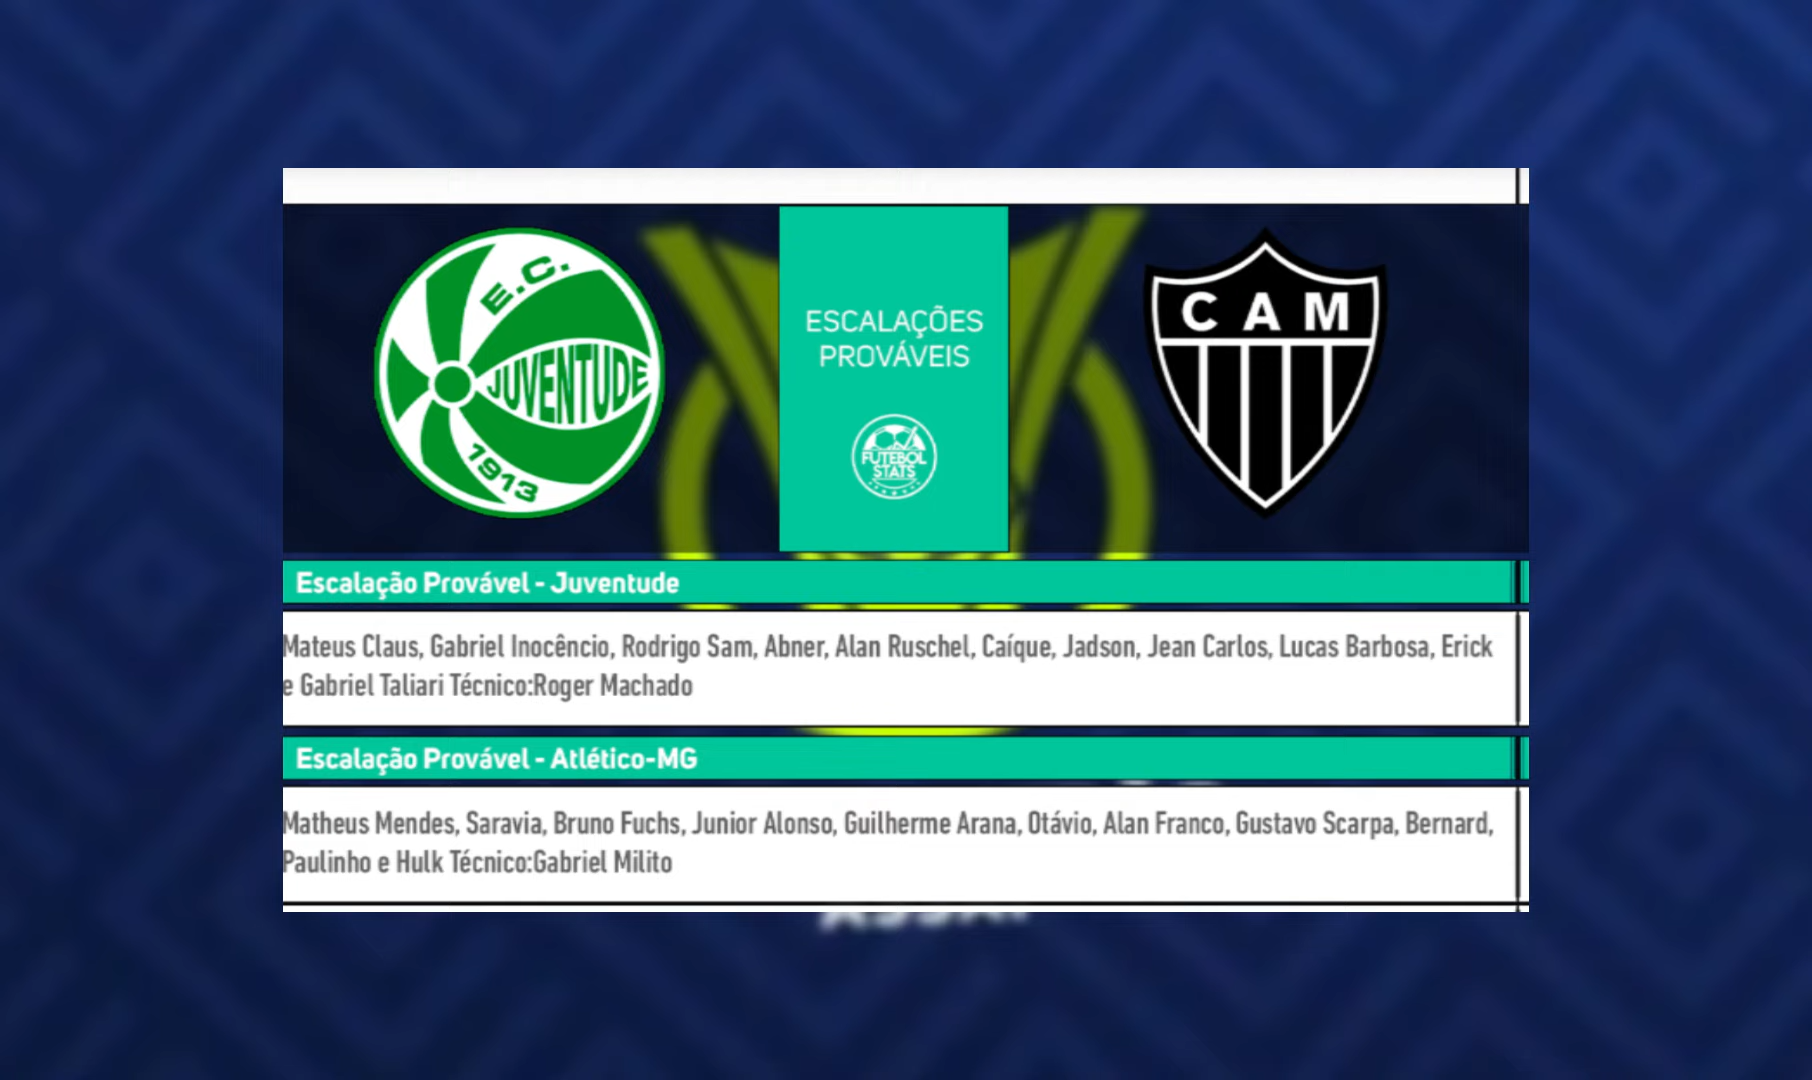 E.C.
JUVENTUDE
1913
ESCALAÇÕES
PROVÁVEIS
FUTEBOL
STATS
CAM
Escalação Provável - Juventude
Mateus Claus, Gabriel Inocêncio, Rodrigo Sam, Abner, Alan Ruschel, Caíque, Jadson, Jean Carlos, Lucas Barbosa, Erick
e Gabriel Taliari Técnico:Roger Machado
Escalação Provável - Atlético-MG
Matheus Mendes, Saravia, Bruno Fuchs, Junior Alonso, Guilherme Arana, Otávio, Alan Franco, Gustavo Scarpa, Bernard,
Paulinho e Hulk Técnico:Gabriel Milito